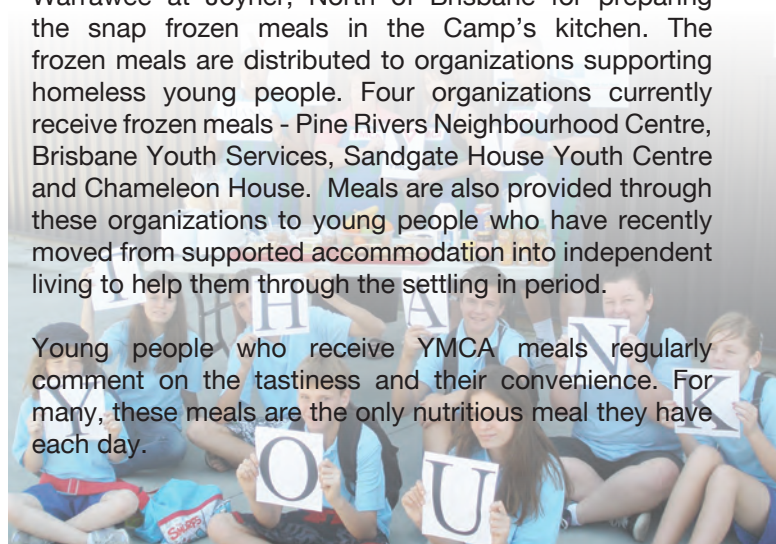 Warrawee at Joyner, North of Brisbane for preparing
the snap frozen meals in the Camp's kitchen. The
frozen meals are distributed to organizations supporting
homeless young people. Four organizations currently
receive frozen meals - Pine Rivers Neighbourhood Centre,
Brisbane Youth Services, Sandgate House Youth Centre
and Chameleon House. Meals are also provided through
these organizations to young people who have recently
moved from supported accommodation into independent
living to help them through the settling in period.
Young people who receive YMCA meals regularly
comment on the tastiness and their convenience. For
many, these meals are the only nutritious meal they have
each day.
T H A N K
Y O U